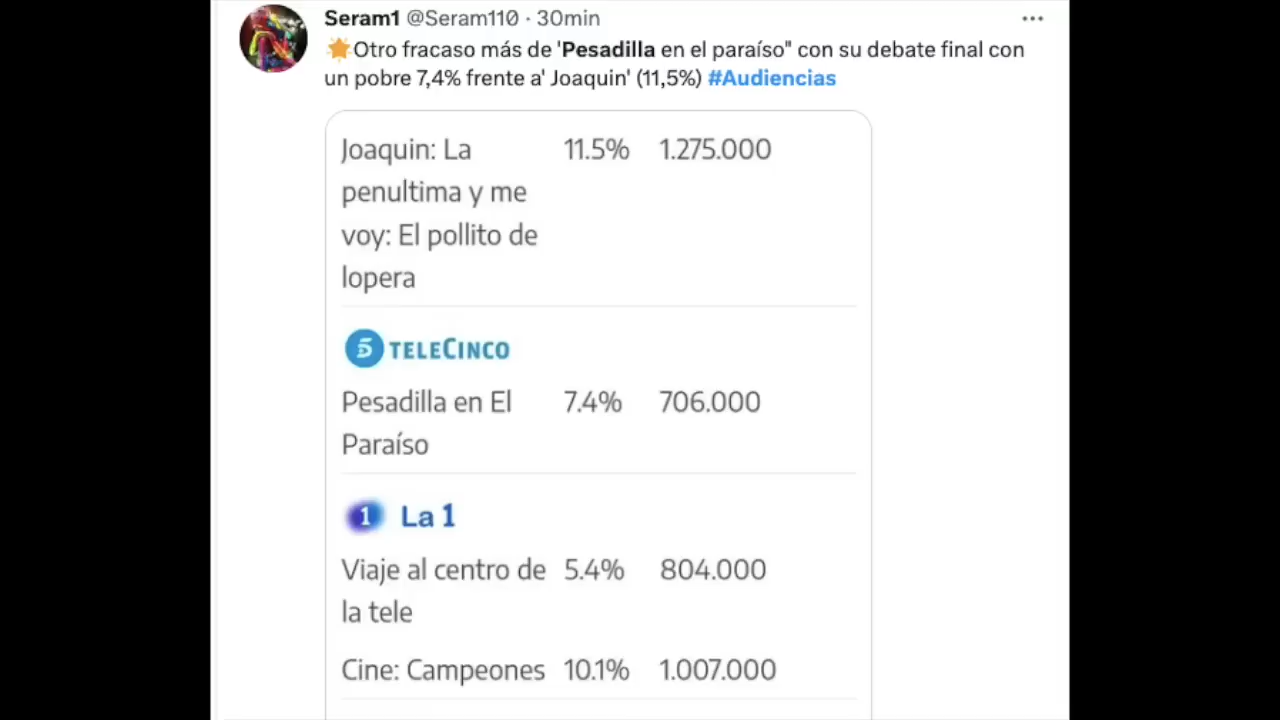 Seram1 @Seram110 · 30min
Otro fracaso más de 'Pesadilla en el paraíso" con su debate final con
un pobre 7,4% frente a' Joaquin' (11,5%) #Audiencias
Joaquin: La 11.5% 1.275.000
penultima y me
voy: El pollito de
lopera
5 TELECINCO
Pesadilla en El 7.4% 706.000
Paraíso
1 La 1
Viaje al centro de 5.4% 804.000
la tele
Cine: Campeones 10.1% 1.007.000